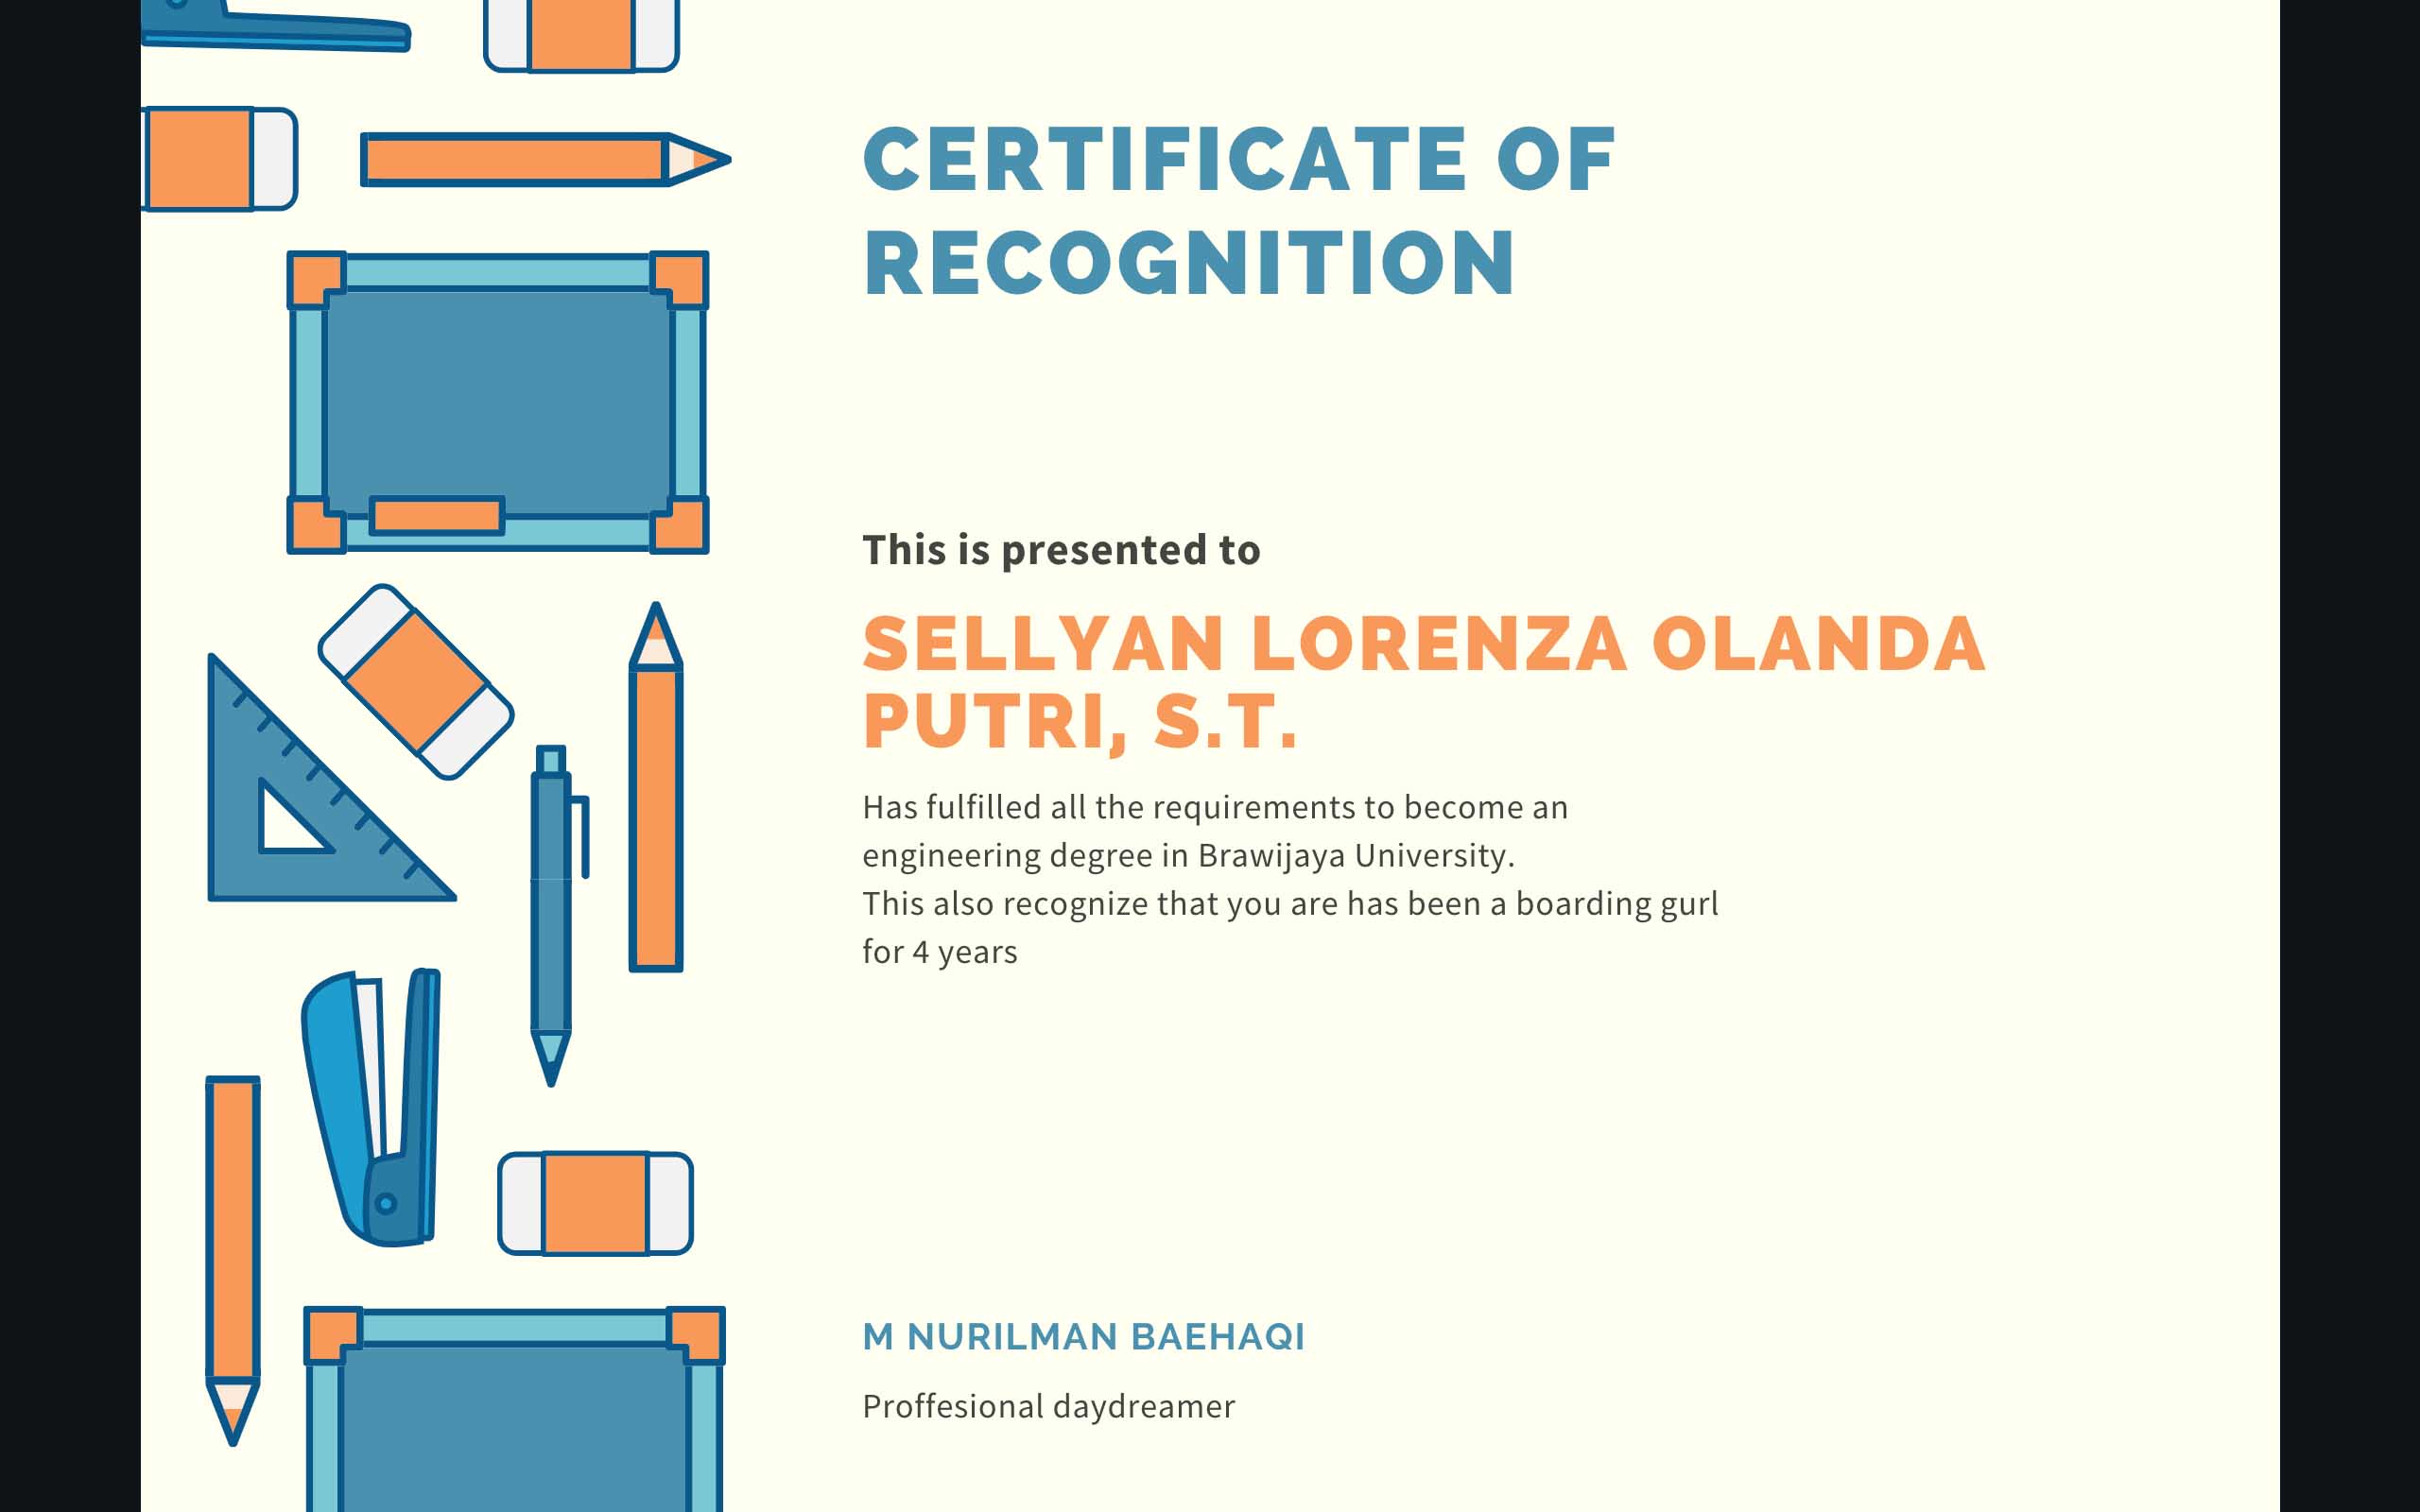 CERTIFICATE OF
RECOGNITION
This is presented to
SELLYAN LORENZA OLANDA
PUTRI, S.T.
Has fulfilled all the requirements to become an
engineering degree in Brawijaya University.
This also recognize that you are has been a boarding gurl
for 4 years
M NURILMAN BAEHAQI
Proffesional daydreamer